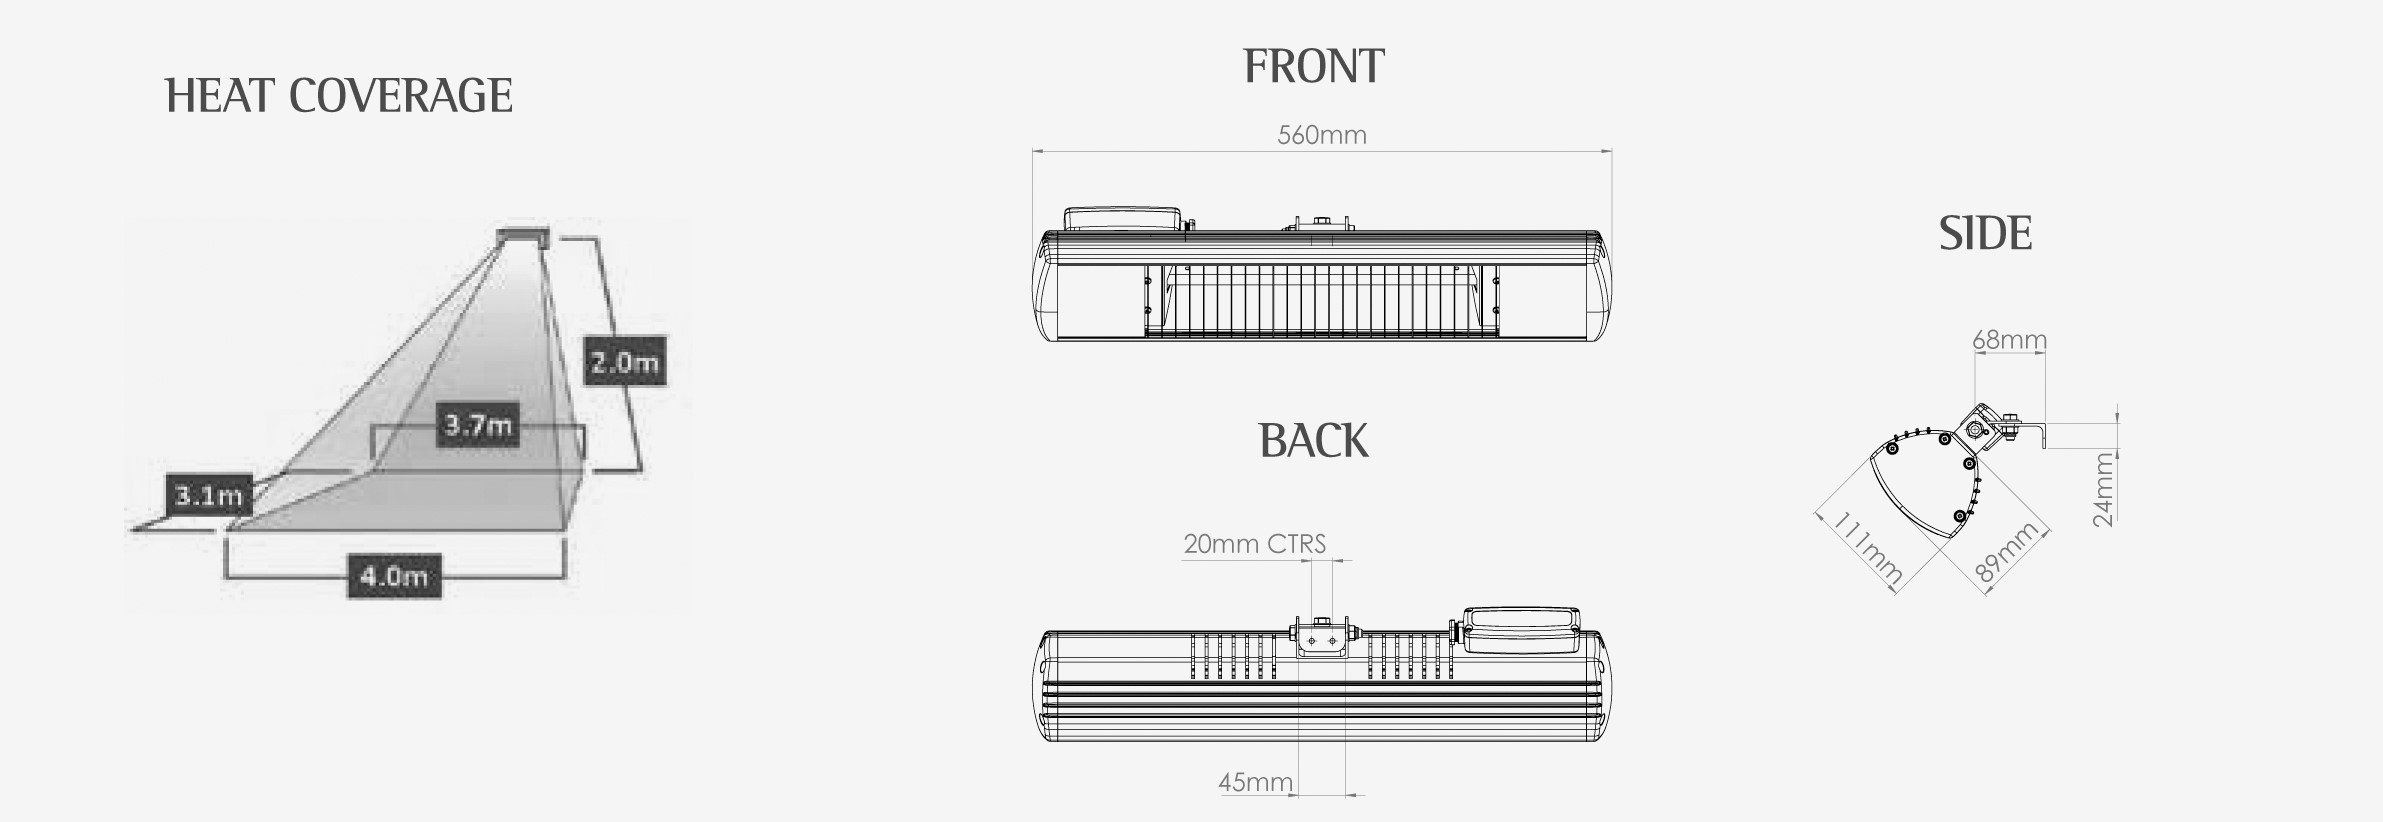 HEAT COVERAGE
2.0m
3.7m
3.1m
4.0m
FRONT
560mm
BACK
20mm CTRS
45mm
SIDE
68mm
24mm
111mm
89mm